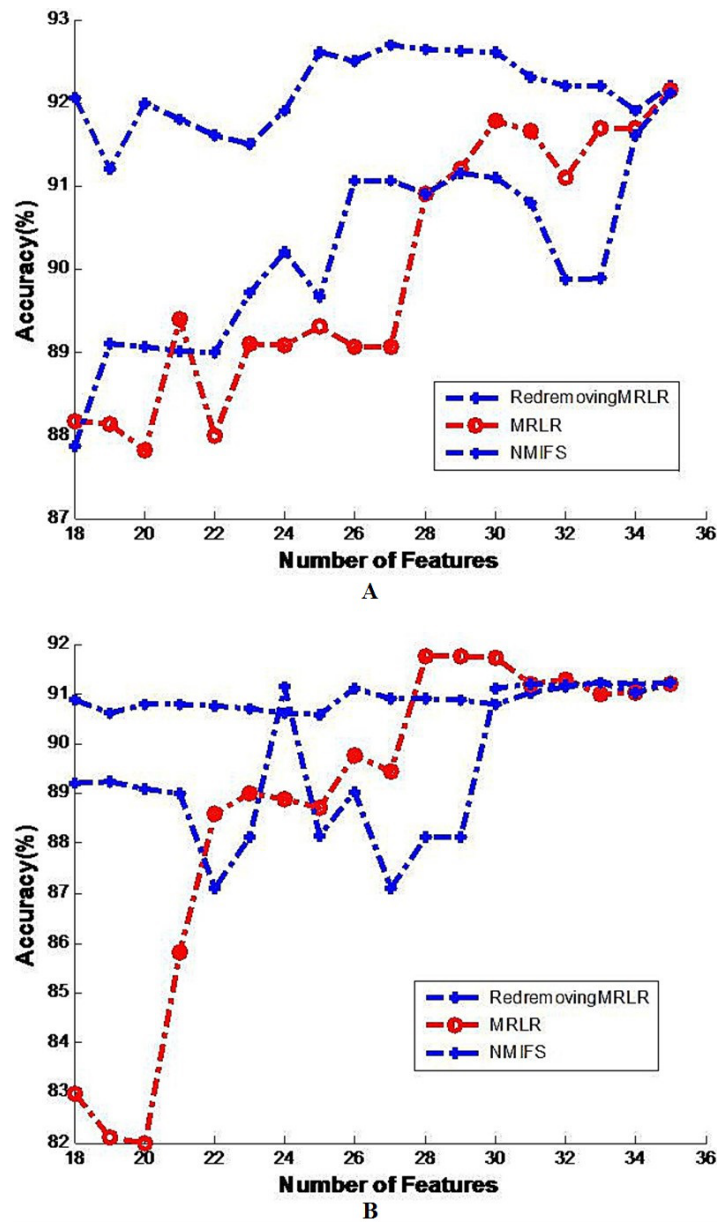 93
92
91
90
89
88
87
Accuracy(%)
RedremovingMRLR
MRLR
NMIFS
18 20 22 24 26 28 30 32 34 36
Number of Features
A
92
91
90
89
88
87
86
85
84
83
82
Accuracy(%)
RedremovingMRLR
MRLR
NMIFS
18 20 22 24 26 28 30 32 34 36
Number of Features
B